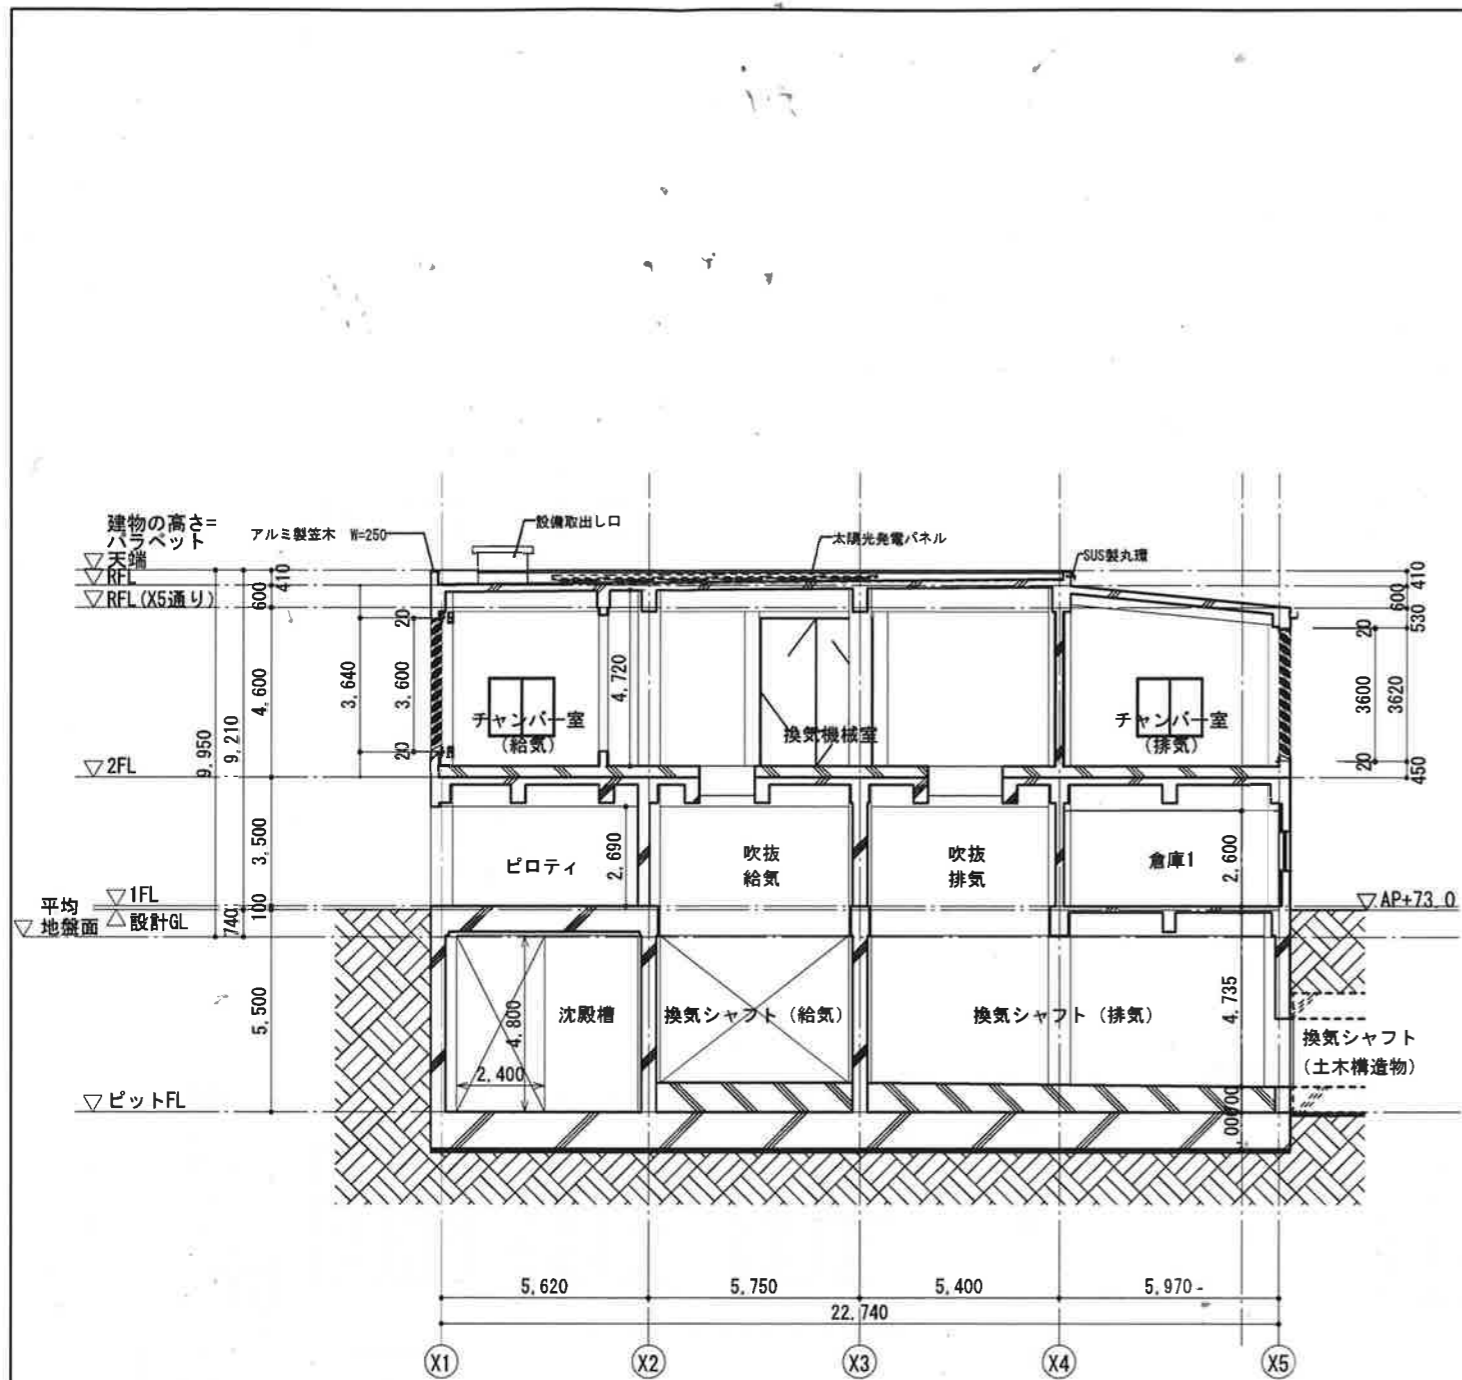 建物の高さ=
パラペット
▽天端
▽RFL
▽RFL(X5通り)
▽2FL
▽1FL
平均
△設計GL
▽地盤面
▽ピットFL
アルミ製笠木 W=250
設備取出し口
太陽光発電パネル
SUS製丸環
410
600
4,600
3,500
100
740
5,500
9,950
9,210
3,640
20
3,600
20
4,720
チャンバー室
(給気)
換気機械室
チャンバー室
(排気)
410
600
530
20
3600
3620
20
450
ピロティ
2,690
吹抜
給気
吹抜
排気
倉庫1
2,600
▽AP+73.0
沈殿槽
4,800
2,400
換気シャフト(給気)
換気シャフト(排気)
4,735
換気シャフト
(土木構造物)
5,620
5,750
5,400
5,970
22,740
X1
X2
X3
X4
X5